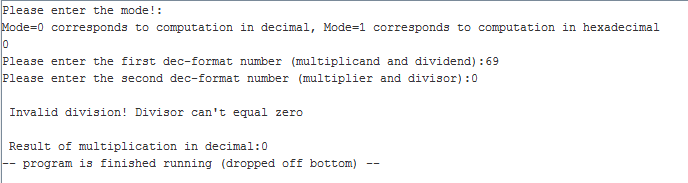 Please enter the mode!:
Mode=0 corresponds to computation in decimal, Mode=1 corresponds to computation in hexadecimal
0
Please enter the first dec-format number (multiplicand and dividend):69
Please enter the second dec-format number (multiplier and divisor):0
Invalid division! Divisor can't equal zero
Result of multiplication in decimal:0
-- program is finished running (dropped off bottom) --